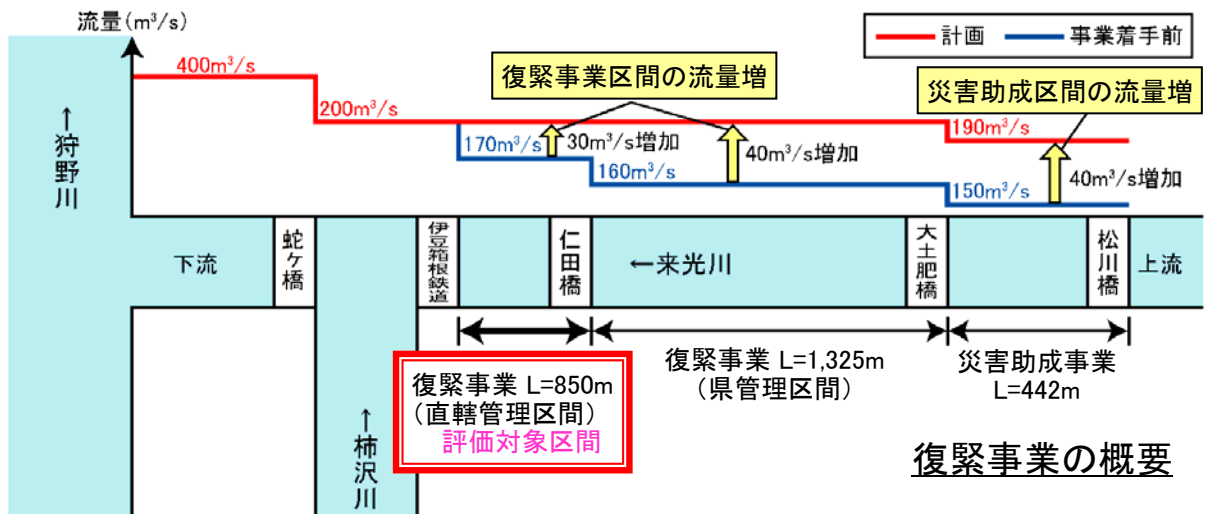 流量(m³/s)
計画
事業着手前
400m³/s
復緊事業区間の流量増
災害助成区間の流量増
200m³/s
190m³/s
170m³/s
30m³/s増加
40m³/s増加
160m³/s
150m³/s
40m³/s増加
↑狩野川
下流
蛇ヶ橋
伊豆箱根鉄道
仁田橋
←来光川
大土肥橋
松川橋
上流
復緊事業 L=850m
(直轄管理区間)
評価対象区間
復緊事業 L=1,325m
(県管理区間)
災害助成事業
L=442m
↑柿沢川
復緊事業の概要